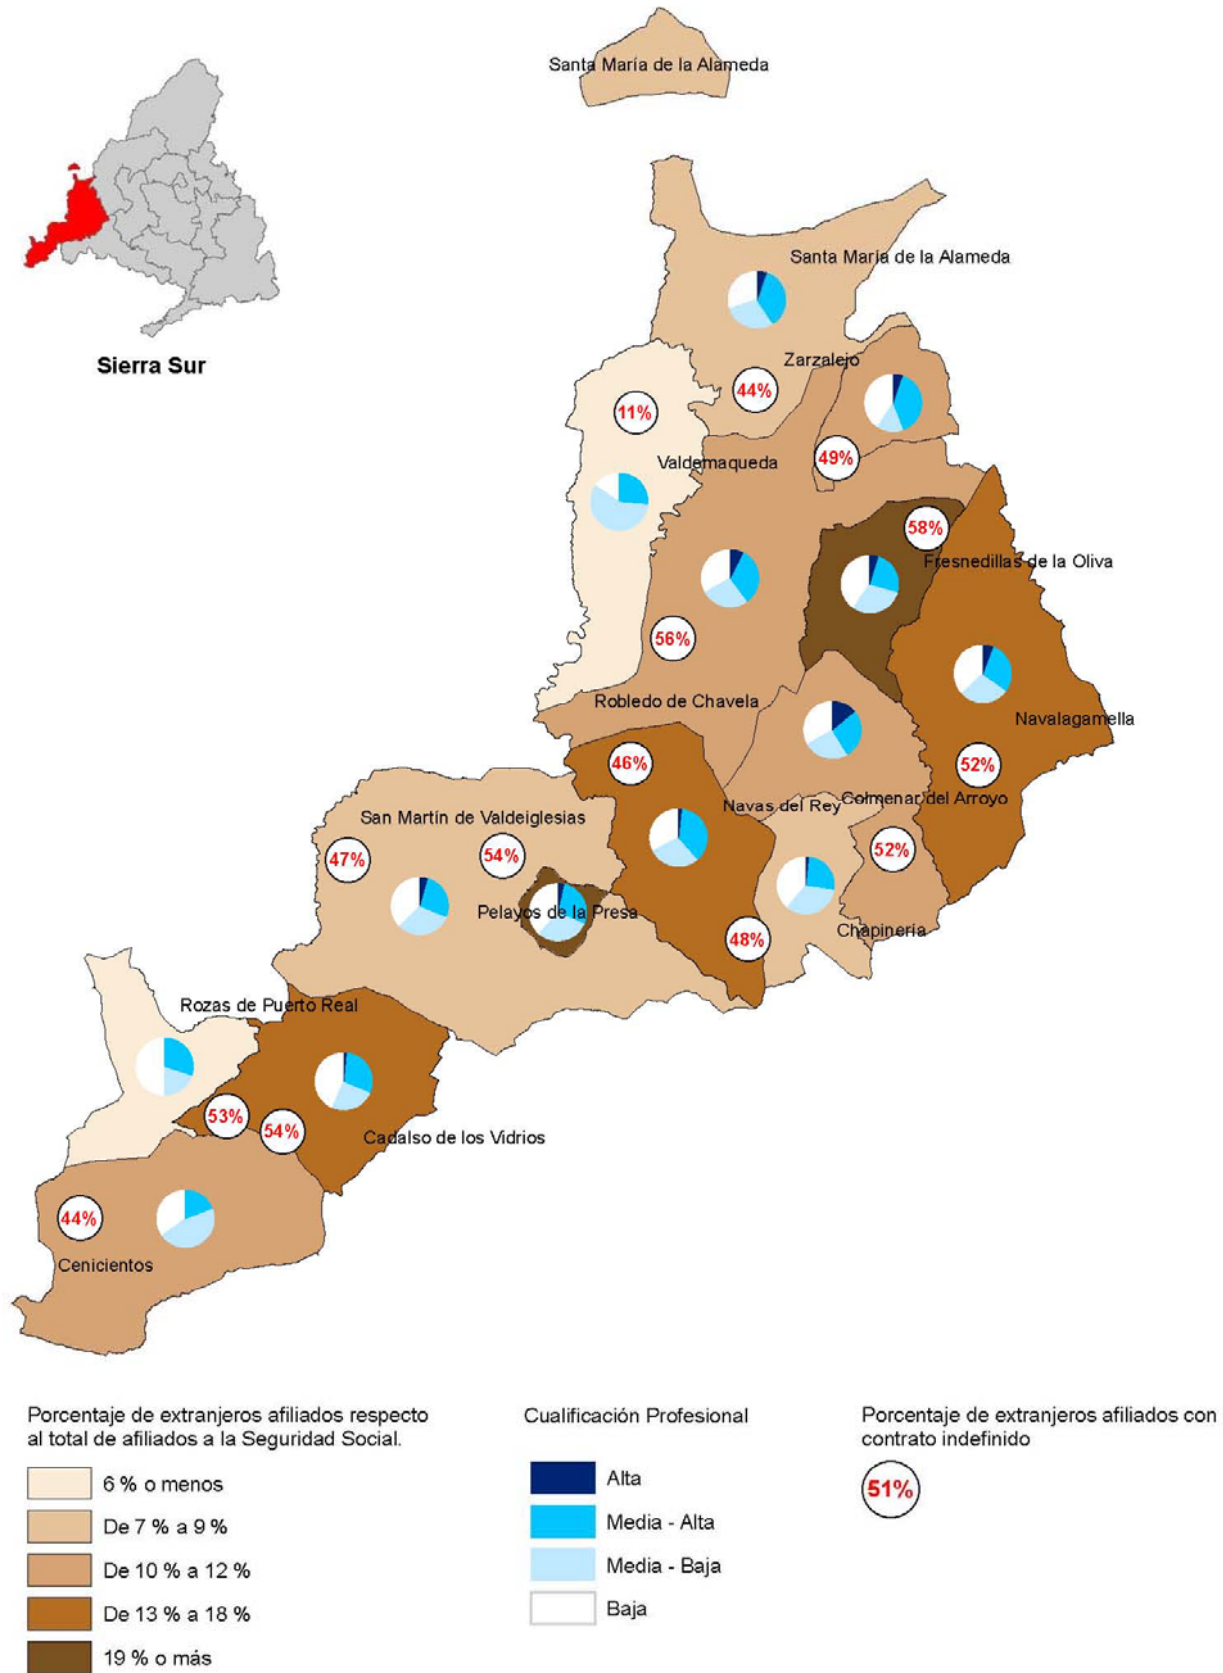 Santa María de la Alameda
Sierra Sur
Santa María de la Alameda
Zarzalejo
44%
11%
Valdemaqueda
49%
58%
Fresnedillas de la Oliva
56%
Robledo de Chavela
Navalagamella
46%
52%
Navas del Rey
Colmenar del Arroyo
San Martín de Valdeiglesias
47%
54%
52%
Pelayos de la Presa
Chapinería
48%
Rozas de Puerto Real
53%
54%
Cadalso de los Vidrios
44%
Cenicientos
Porcentaje de extranjeros afiliados respecto
al total de afiliados a la Seguridad Social.
6 % o menos
De 7 % a 9 %
De 10 % a 12 %
De 13 % a 18 %
19 % o más
Cualificación Profesional
Alta
Media - Alta
Media - Baja
Baja
Porcentaje de extranjeros afiliados con
contrato indefinido
51%